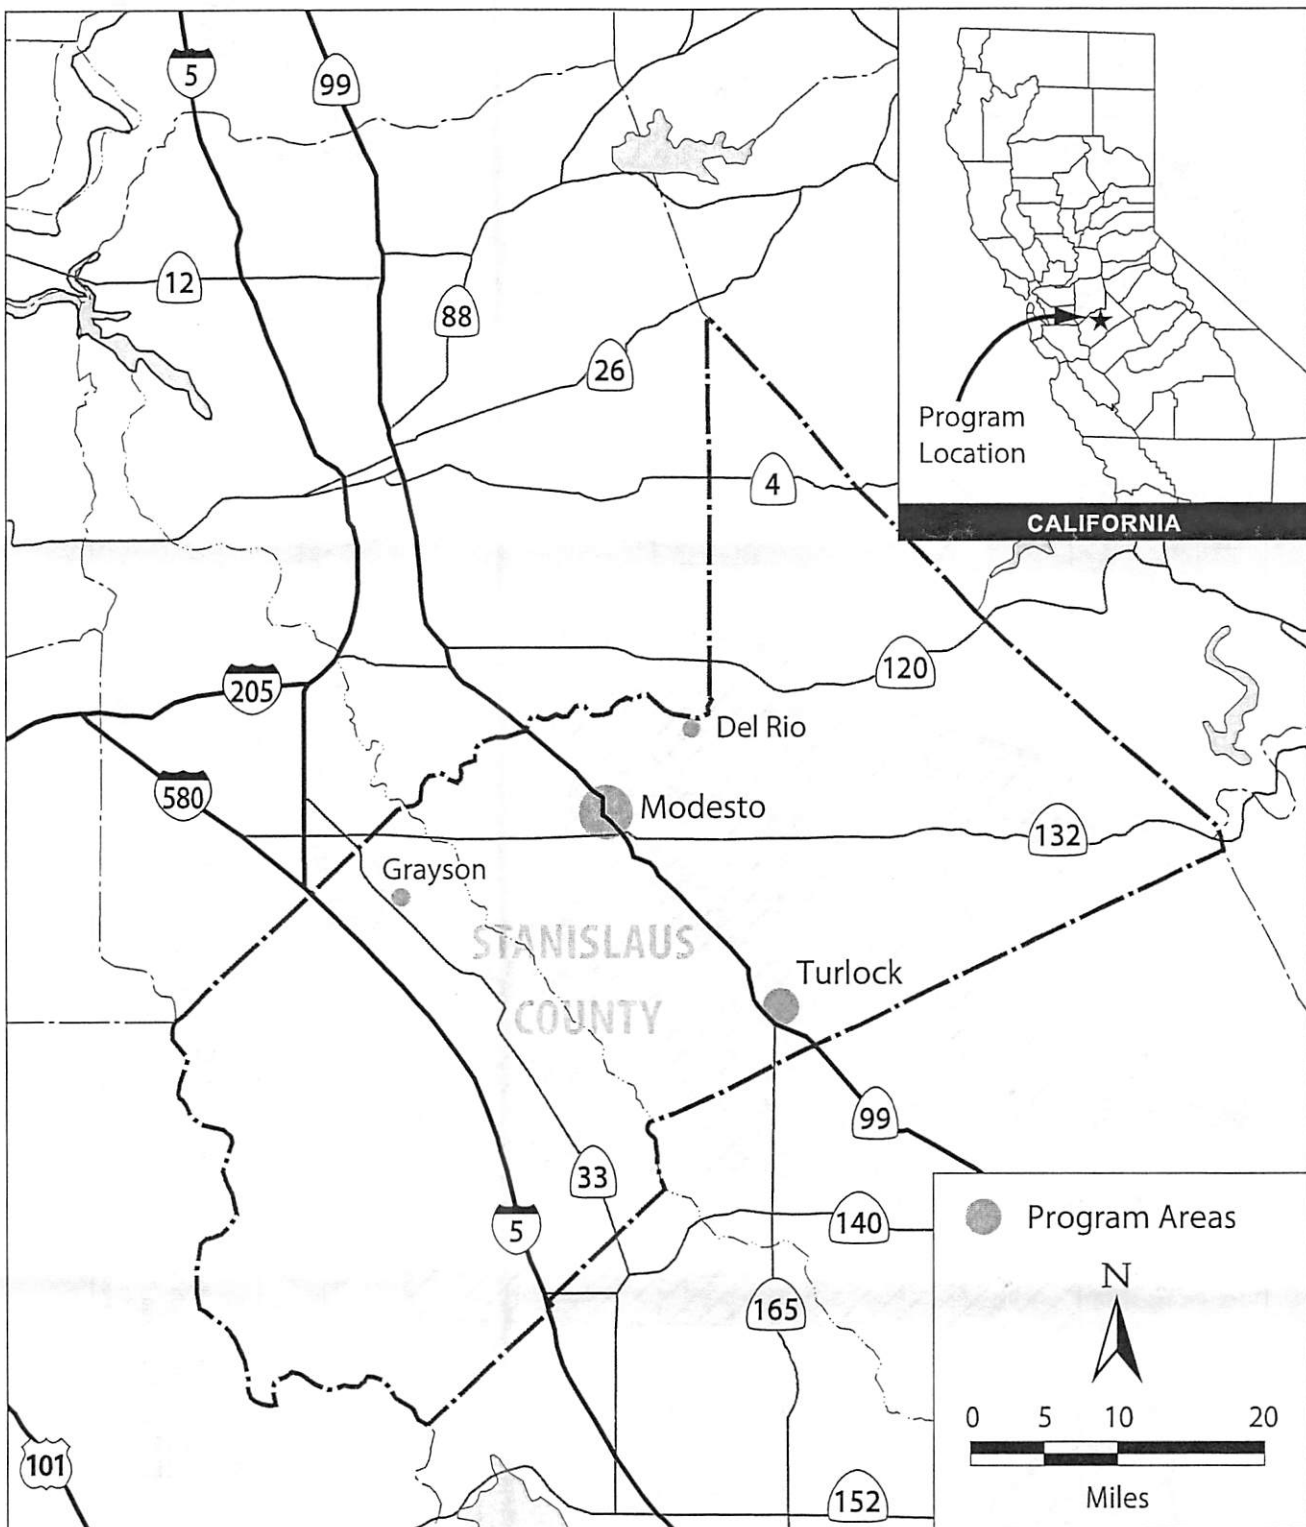 5
99
12
88
26
4
Program
Location
CALIFORNIA
205
120
Del Rio
580
Modesto
132
Grayson
STANISLAUS
COUNTY
Turlock
99
33
5
140
165
101
152
Program Areas
N
0 5 10 20
Miles